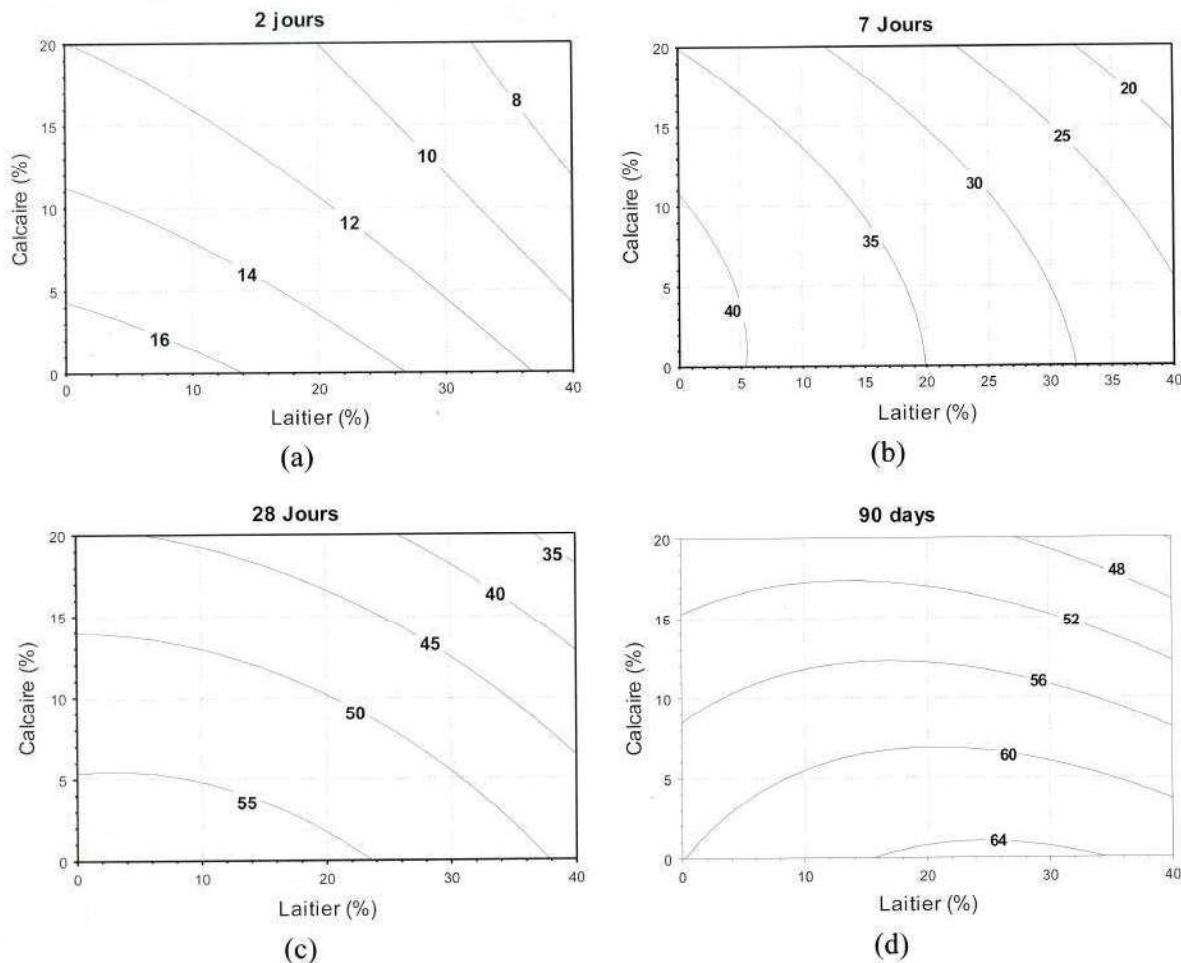 2 jours
20
15
10
5
0
8
10
12
14
16
0 10 20 30 40
Calcaire (%)
Laitier (%)
(a)
7 Jours
20
15
10
5
0
20
25
30
35
40
0 5 10 15 20 25 30 35 40
Calcaire (%)
Laitier (%)
(b)
28 Jours
20
15
10
5
0
35
40
45
50
55
0 10 20 30 40
Calcaire (%)
Laitier (%)
(c)
90 days
20
15
10
5
0
48
52
56
60
64
0 10 20 30 40
Calcaire (%)
Laitier (%)
(d)